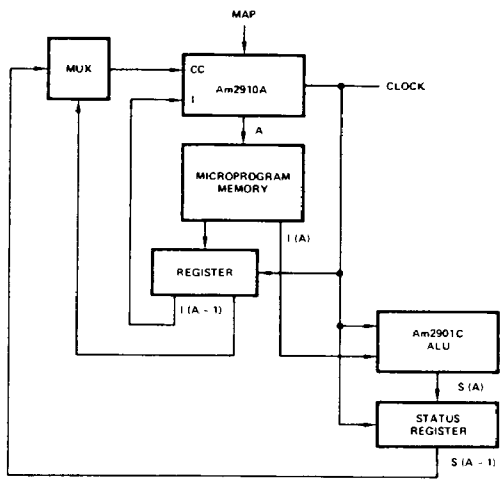 MAP
MUX
CC
Am2910A
I
CLOCK
A
MICROPROGRAM
MEMORY
I (A)
REGISTER
I (A - 1)
Am2901C
ALU
S (A)
STATUS
REGISTER
S (A - 1)